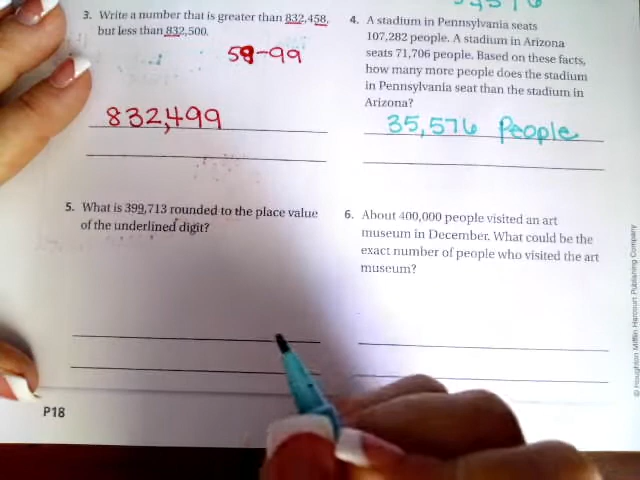 3. Write a number that is greater than 832,458,
but less than 832,500.
59-99
832,499
4. A stadium in Pennsylvania seats
107,282 people. A stadium in Arizona
seats 71,706 people. Based on these facts,
how many more people does the stadium
in Pennsylvania seat than the stadium in
Arizona?
35,576 People
5. What is 399,713 rounded to the place value
of the underlined digit?
6. About 400,000 people visited an art
museum in December. What could be the
exact number of people who visited the art
museum?
P18
© Houghton Mifflin Harcourt Publishing Company